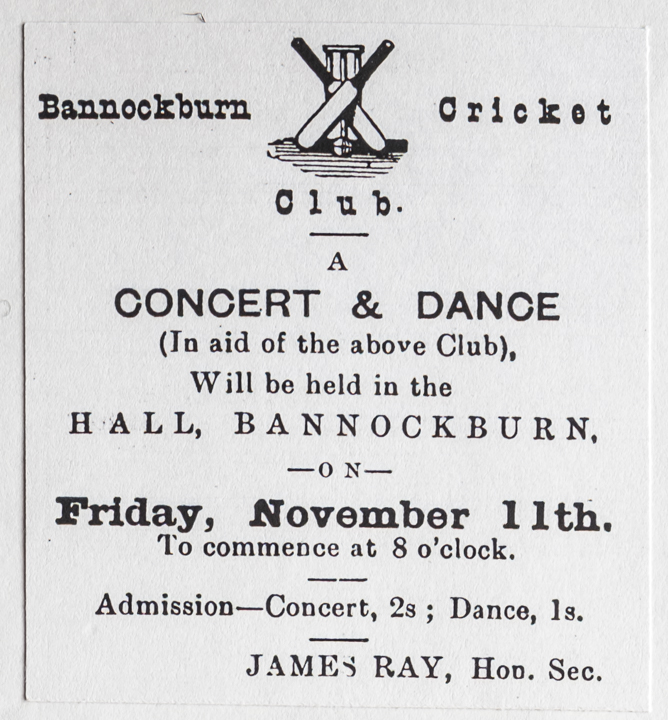 Bannockburn Cricket
Club.
A
CONCERT & DANCE
(In aid of the above Club),
Will be held in the
HALL, BANNOCKBURN,
—ON—
Friday, November 11th.
To commence at 8 o'clock.
Admission—Concert, 2s ; Dance, 1s.
JAMES RAY, Hon. Sec.